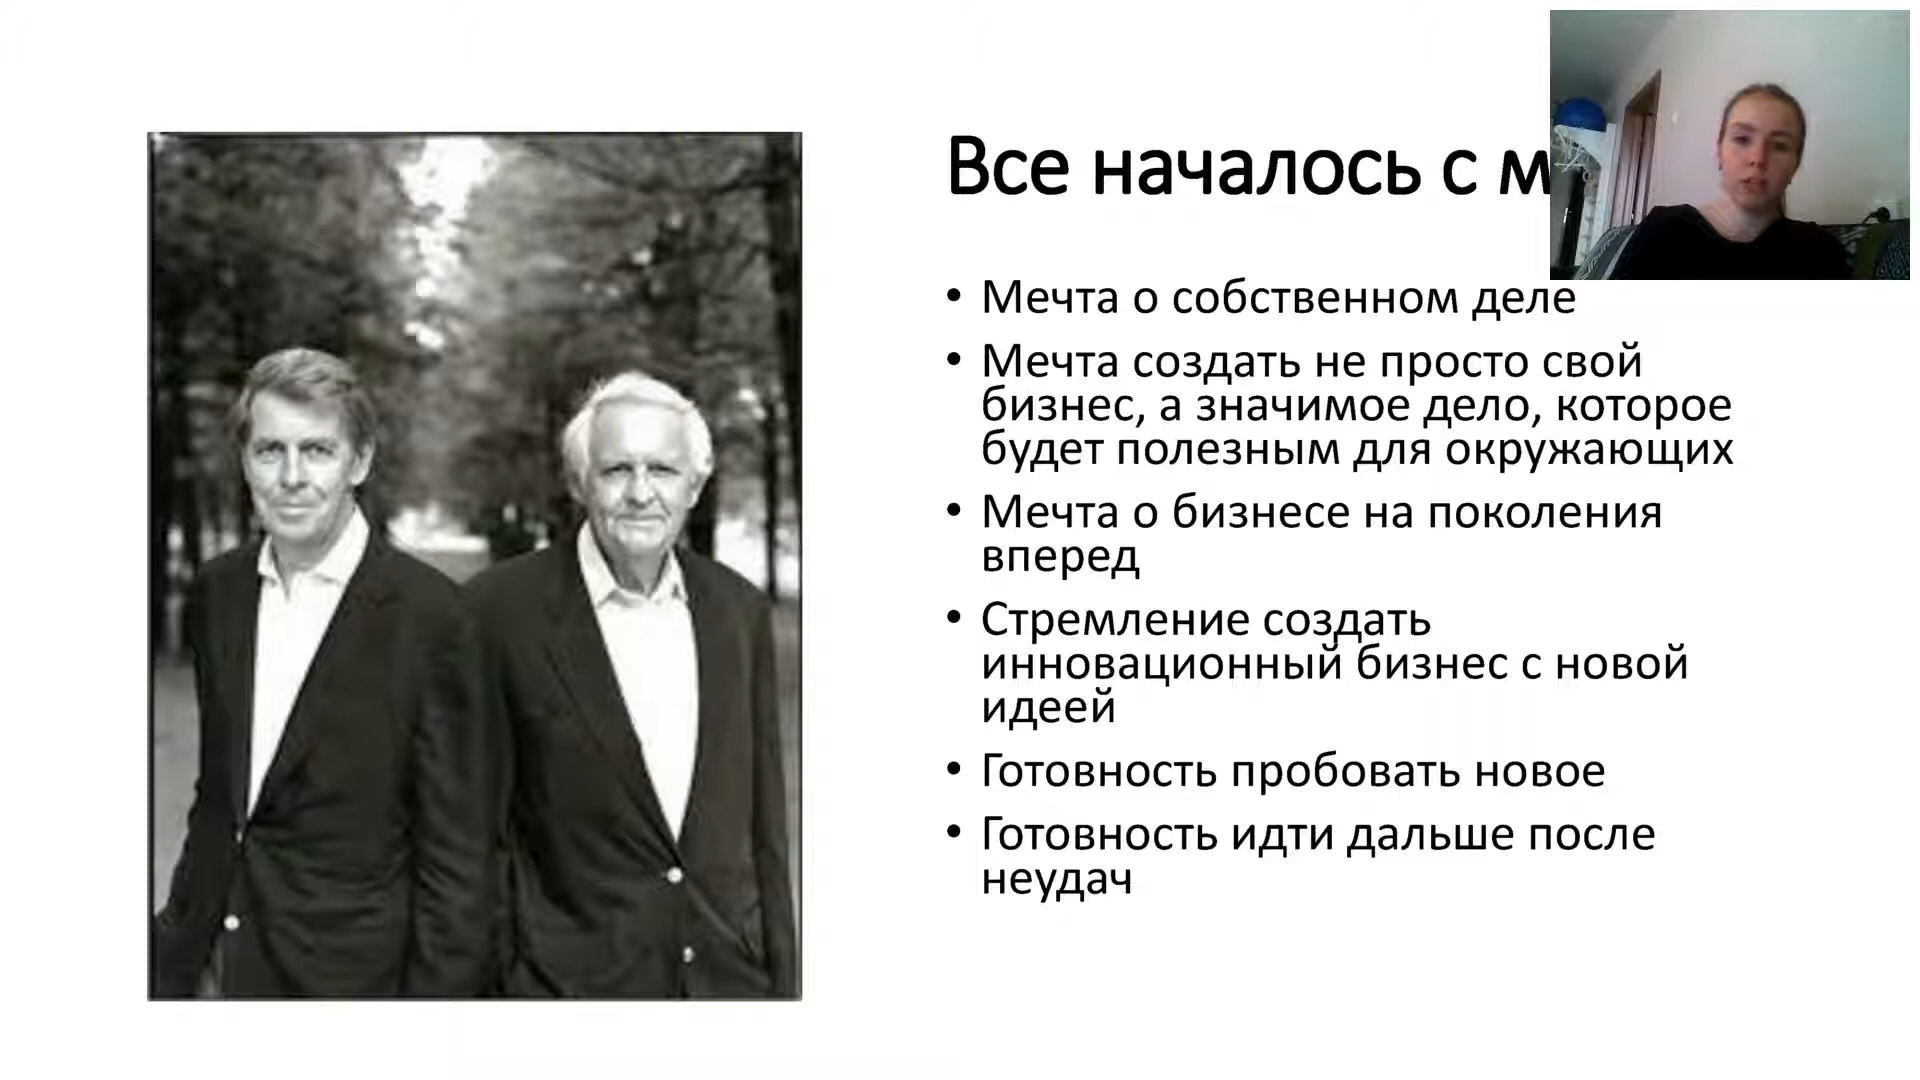 Все началось с м
• Мечта о собственном деле
• Мечта создать не просто свой
бизнес, а значимое дело, которое
будет полезным для окружающих
• Мечта о бизнесе на поколения
вперед
• Стремление создать
инновационный бизнес с новой
идеей
• Готовность пробовать новое
• Готовность идти дальше после
неудач